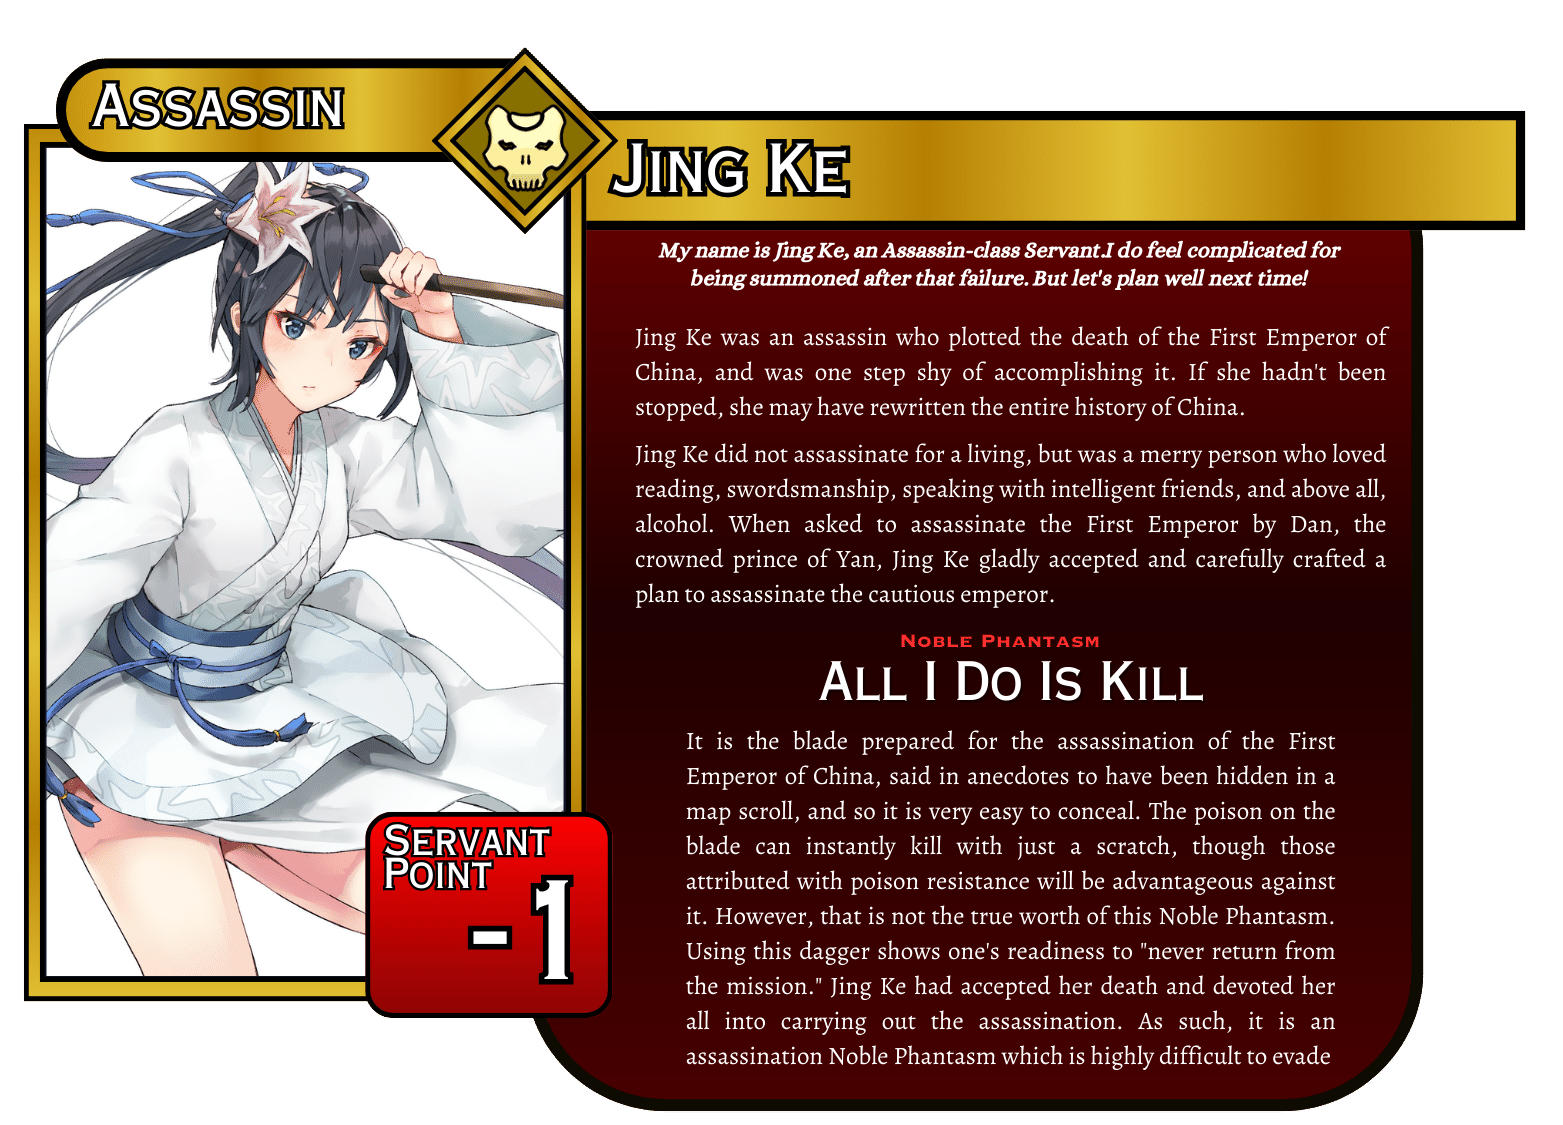 ASSASSIN
JING KE
My name is Jing Ke, an Assassin-class Servant.I do feel complicated for
being summoned after that failure. But let's plan well next time!
Jing Ke was an assassin who plotted the death of the First Emperor of
China, and was one step shy of accomplishing it. If she hadn't been
stopped, she may have rewritten the entire history of China.
Jing Ke did not assassinate for a living, but was a merry person who loved
reading, swordsmanship, speaking with intelligent friends, and above all,
alcohol. When asked to assassinate the First Emperor by Dan, the
crowned prince of Yan, Jing Ke gladly accepted and carefully crafted a
plan to assassinate the cautious emperor.
NOBLE PHANTASM
ALL I DO IS KILL
It is the blade prepared for the assassination of the First
Emperor of China, said in anecdotes to have been hidden in a
map scroll, and so it is very easy to conceal. The poison on the
blade can instantly kill with just a scratch, though those
attributed with poison resistance will be advantageous against
it. However, that is not the true worth of this Noble Phantasm.
Using this dagger shows one's readiness to "never return from
the mission." Jing Ke had accepted her death and devoted her
all into carrying out the assassination. As such, it is an
assassination Noble Phantasm which is highly difficult to evade
SERVANT
POINT
-1